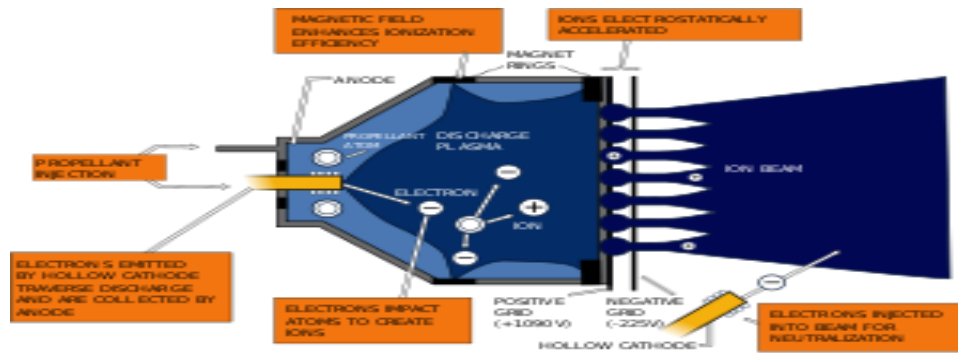 MAGNETIC FIELD
ENHANCES IONIZATION
EFFICIENCY
IONS ELECTROSTATICALLY
ACCELERATED
MAGNET
RINGS
ANODE
PROPELLANT
ATOM
DISCHARGE
PLASMA
PROPELLANT
INJECTION
ION BEAM
ELECTRON
ION
ELECTRONS EMITTED
BY HOLLOW CATHODE
TRAVERSE DISCHARGE
AND ARE COLLECTED BY
ANODE
ELECTRONS IMPACT
ATOMS TO CREATE
IONS
POSITIVE
GRID
(+1090V)
NEGATIVE
GRID
(-225V)
HOLLOW CATHODE
ELECTRONS INJECTED
INTO BEAM FOR
NEUTRALIZATION